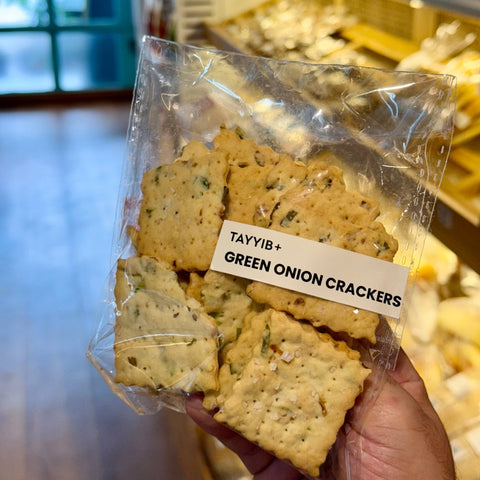 TAYYIB+
GREEN ONION CRACKERS